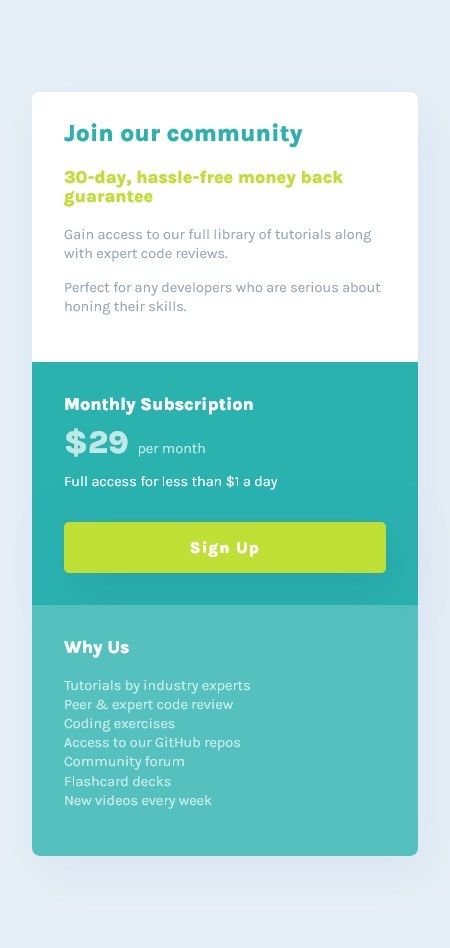 Join our community
30-day, hassle-free money back
guarantee
Gain access to our full library of tutorials along
with expert code reviews.
Perfect for any developers who are serious about
honing their skills.
Monthly Subscription
$29 per month
Full access for less than $1 a day
Sign Up
Why Us
Tutorials by industry experts
Peer & expert code review
Coding exercises
Access to our GitHub repos
Community forum
Flashcard decks
New videos every week